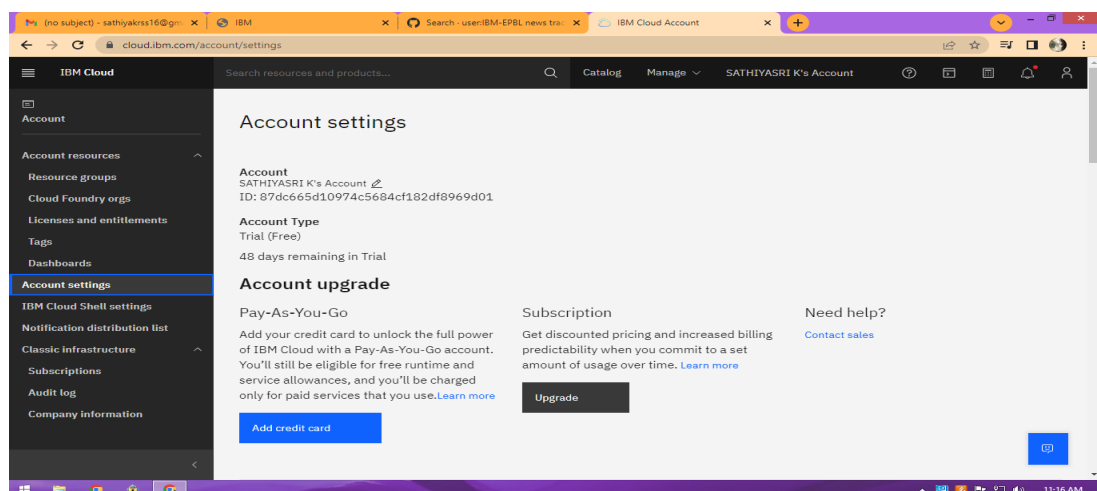 (no subject) - sathiyakrss16@gm
IBM
Search · user:IBM-EPBL news trac
IBM Cloud Account
cloud.ibm.com/account/settings
IBM Cloud
Search resources and products...
Catalog
Manage
SATHIYASRI K's Account
Account
Account resources
Resource groups
Cloud Foundry orgs
Licenses and entitlements
Tags
Dashboards
Account settings
IBM Cloud Shell settings
Notification distribution list
Classic infrastructure
Subscriptions
Audit log
Company information
Account settings
Account
SATHIYASRI K's Account
ID: 87dc665d10974c5684cf182df8969d01
Account Type
Trial (Free)
48 days remaining in Trial
Account upgrade
Pay-As-You-Go
Add your credit card to unlock the full power
of IBM Cloud with a Pay-As-You-Go account.
You'll still be eligible for free runtime and
service allowances, and you'll be charged
only for paid services that you use.Learn more
Add credit card
Subscription
Get discounted pricing and increased billing
predictability when you commit to a set
amount of usage over time. Learn more
Upgrade
Need help?
Contact sales
11:16 AM